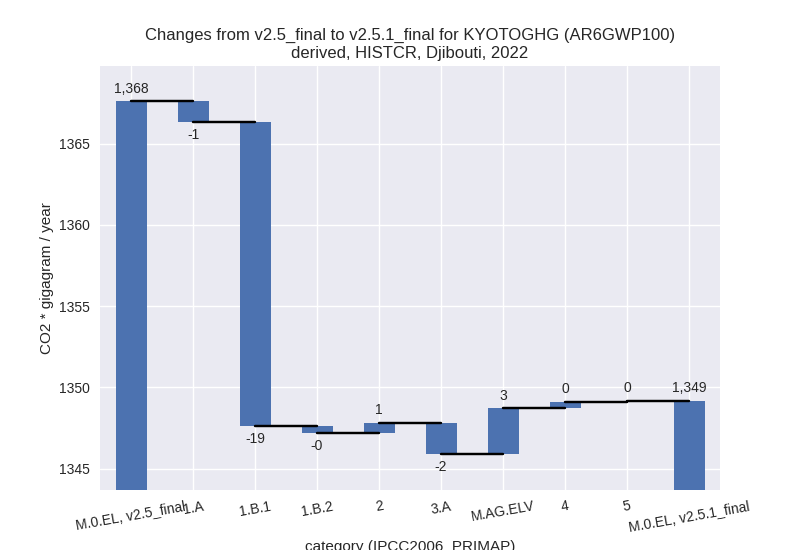 Changes from v2.5_final to v2.5.1_final for KYOTOGHG (AR6GWP100)
derived, HISTCR, Djibouti, 2022
CO2 * gigagram / year
1365
1360
1355
1350
1345
1,368
-1
-19
-0
1
-2
3
0
0
1,349
M.0.EL, v2.5_final
1.A
1.B.1
1.B.2
2
3.A
M.AG.ELV
4
5
M.0.EL, v2.5.1_final
category (IPCC2006_PRIMAP)